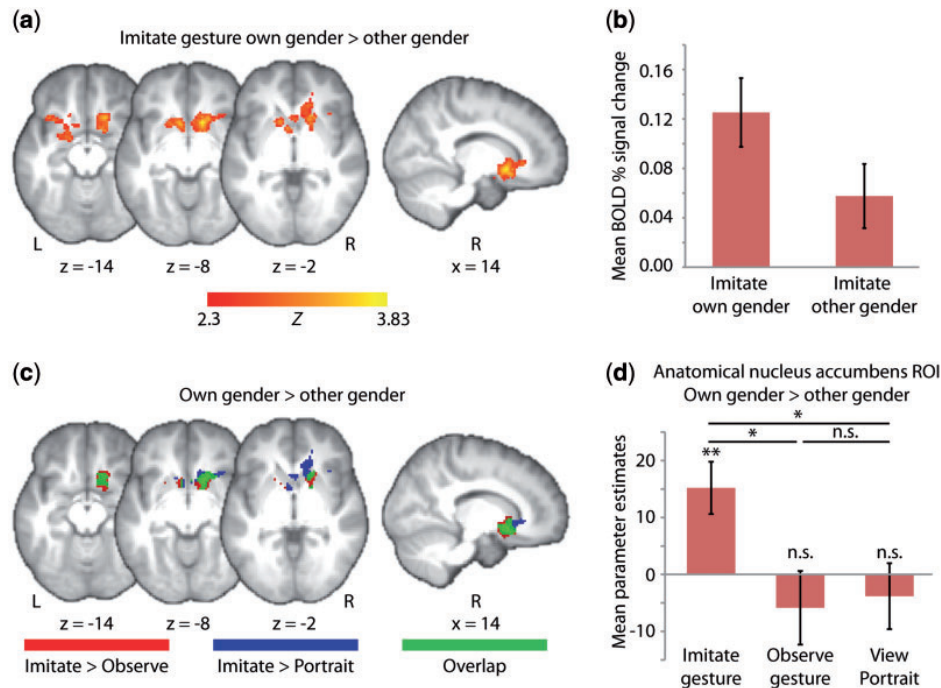 (a)
Imitate gesture own gender > other gender
L
R
R
z = -14
z = -8
z = -2
x = 14
2.3
Z
3.83
(b)
Mean BOLD % signal change
0.16
0.12
0.08
0.04
0.00
Imitate
own gender
Imitate
other gender
(c)
Own gender > other gender
L
R
R
z = -14
z = -8
z = -2
x = 14
Imitate > Observe
Imitate > Portrait
Overlap
(d)
Anatomical nucleus accumbens ROI
Own gender > other gender
*
*
n.s.
**
n.s.
n.s.
Mean parameter estimates
20
10
0
-10
Imitate
gesture
Observe
gesture
View
Portrait